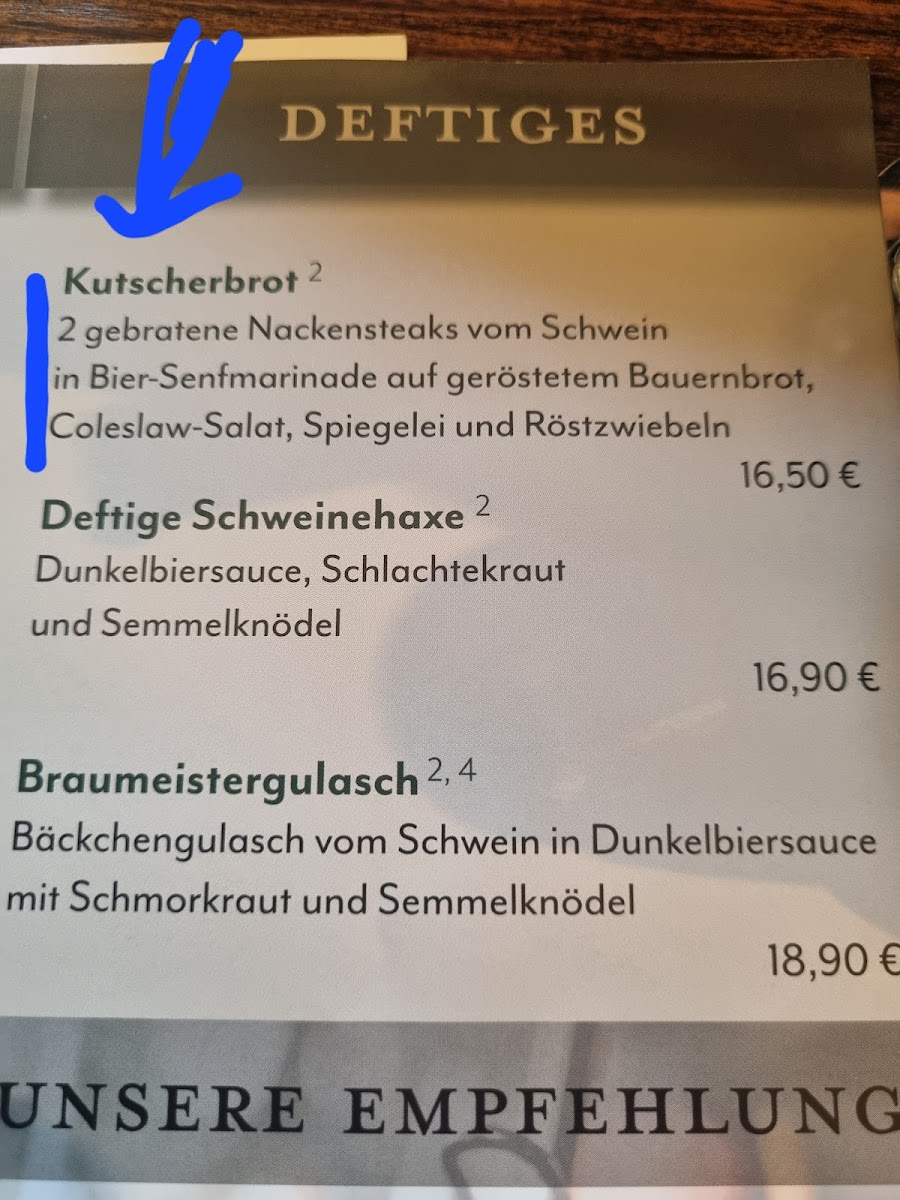 DEFTIGES
Kutscherbrot 2
2 gebratene Nackensteaks vom Schwein
in Bier-Senfmarinade auf geröstetem Bauernbrot,
Coleslaw-Salat, Spiegelei und Röstzwiebeln
16,50 €
Deftige Schweinehaxe 2
Dunkelbiersauce, Schlachtekraut
und Semmelknödel
16,90 €
Braumeistergulasch 2, 4
Bäckchengulasch vom Schwein in Dunkelbiersauce
mit Schmorkraut und Semmelknödel
18,90 €
UNSERE EMPFEHLUNG